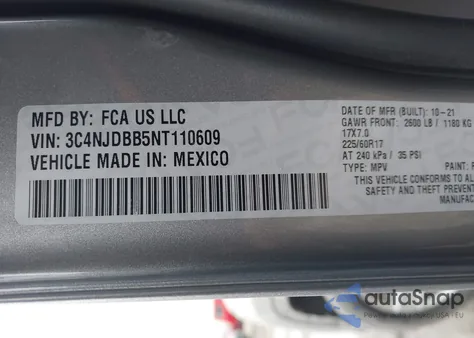 MFD BY: FCA US LLC
VIN: 3C4NJDBB5NT110609
VEHICLE MADE IN: MEXICO
DATE OF MFR (BUILT): 10-21
GAWR FRONT: 2600 LB / 1180 KG
17X7.0
225/60R17
AT 240 kPa / 35 PSI
TYPE: MPV PAINT:
THIS VEHICLE CONFORMS TO
SAFETY AND THEFT
autoSnap